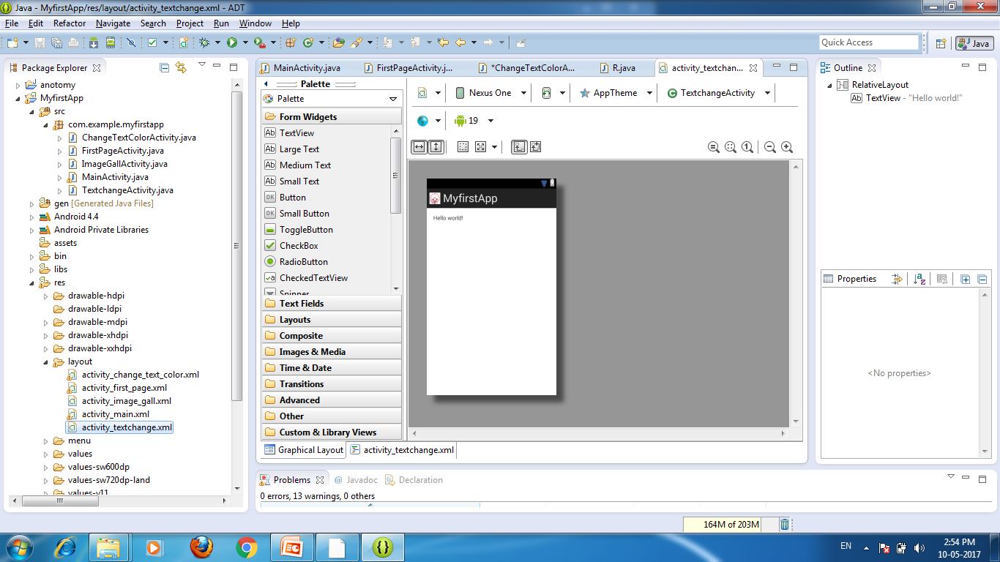 Java - MyfirstApp/res/layout/activity_textchange.xml - ADT
File Edit Refactor Navigate Search Project Run Window Help
Quick Access
Java
Package Explorer
anotomy
MyfirstApp
src
com.example.myfirstapp
ChangeTextColorActivity.java
FirstPageActivity.java
ImageGallActivity.java
MainActivity.java
TextchangeActivity.java
gen [Generated Java Files]
Android 4.4
Android Private Libraries
assets
bin
libs
res
drawable-hdpi
drawable-ldpi
drawable-mdpi
drawable-xhdpi
drawable-xxhdpi
layout
activity_change_text_color.xml
activity_first_page.xml
activity_image_gall.xml
activity_main.xml
activity_textchange.xml
menu
values
values-sw600dp
values-sw720dp-land
values-v11
MainActivity.java FirstPageActivity.j... *ChangeTextColorA... R.java activity_textchan...
Palette
Palette
Form Widgets
Ab TextView
Ab Large Text
Ab Medium Text
Ab Small Text
OK Button
OK Small Button
ToggleButton
CheckBox
RadioButton
CheckedTextView
Spinner
Text Fields
Layouts
Composite
Images & Media
Time & Date
Transitions
Advanced
Other
Custom & Library Views
Nexus One AppTheme TextchangeActivity
19
MyfirstApp
Hello world!
Graphical Layout activity_textchange.xml
Outline
RelativeLayout
Ab TextView - "Hello world!"
Properties
<No properties>
Problems @ Javadoc Declaration
0 errors, 13 warnings, 0 others
164M of 203M
EN
2:54 PM
10-05-2017